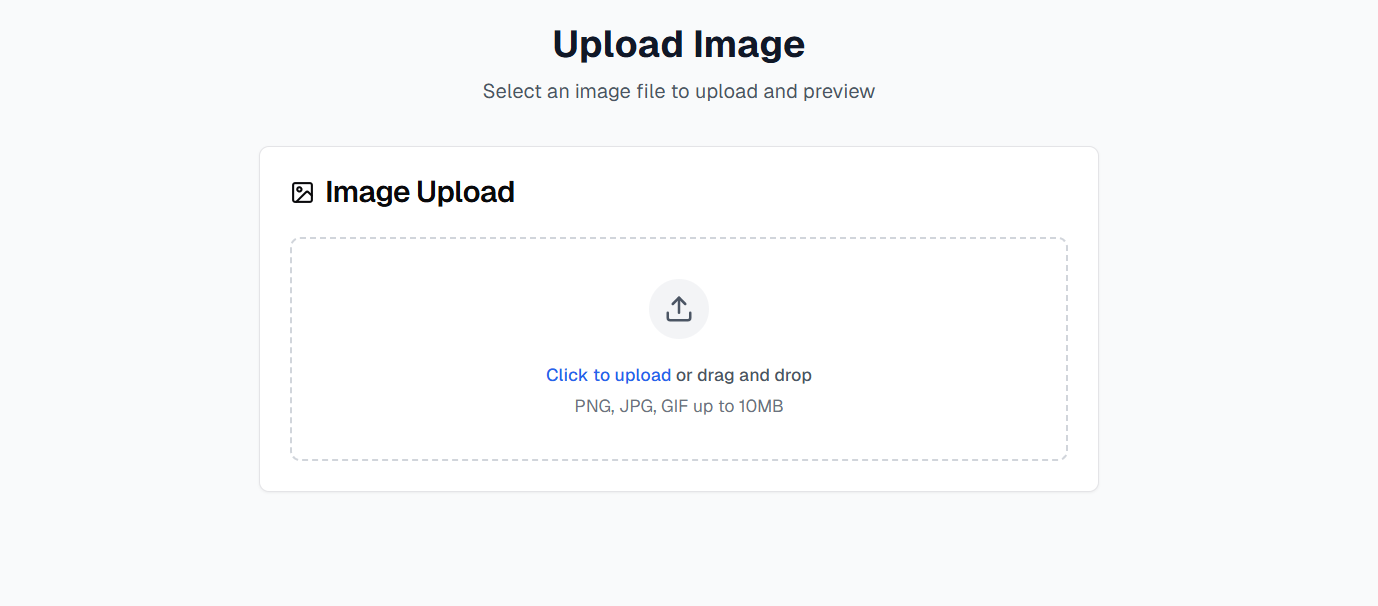 Upload Image
Select an image file to upload and preview
Image Upload
Click to upload or drag and drop
PNG, JPG, GIF up to 10MB